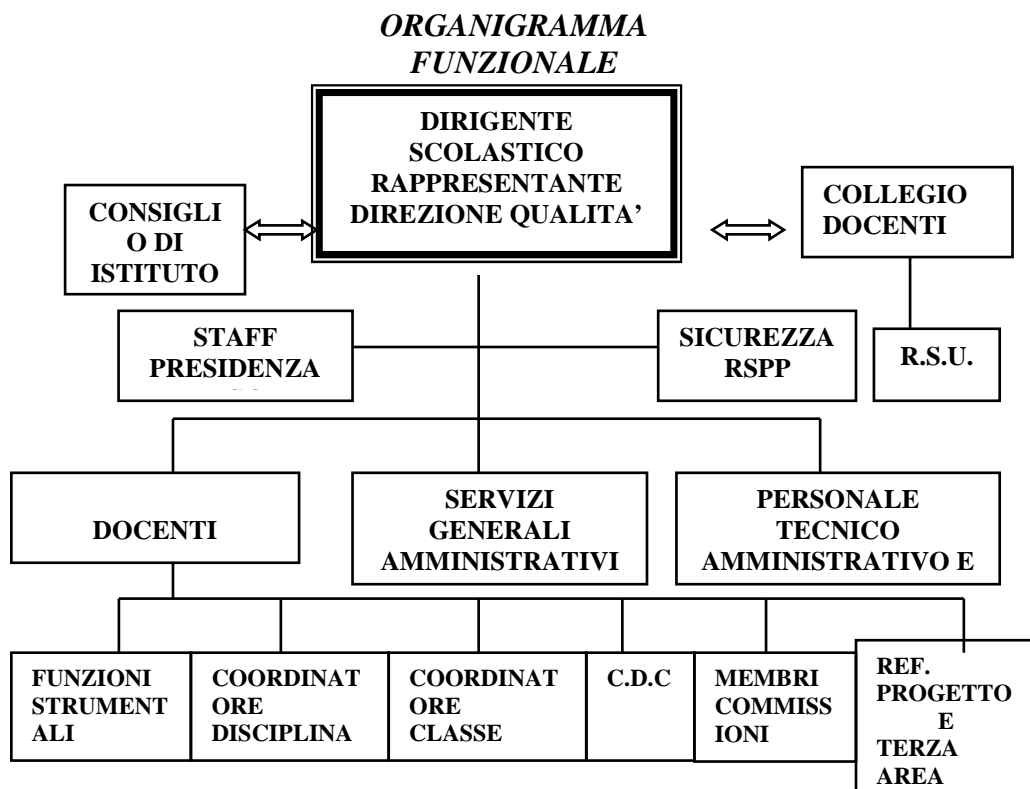 ORGANIGRAMMA
FUNZIONALE
DIRIGENTE
SCOLASTICO
RAPPRESENTANTE
DIREZIONE QUALITA’
CONSIGLI
O DI
ISTITUTO
COLLEGIO
DOCENTI
STAFF
PRESIDENZA
SICUREZZA
RSPP
R.S.U.
DOCENTI
SERVIZI
GENERALI
AMMINISTRATIVI
PERSONALE
TECNICO
AMMINISTRATIVO E
FUNZIONI
STRUMENT
ALI
COORDINAT
ORE
DISCIPLINA
COORDINAT
ORE
CLASSE
C.D.C
MEMBRI
COMMISS
IONI
REF.
PROGETTO
E
TERZA
AREA